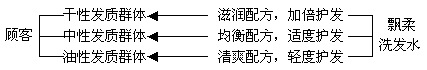 顾客
干性发质群体
滋润配方，加倍护发
中性发质群体
均衡配方，适度护发
油性发质群体
清爽配方，轻度护发
飘柔
洗发水